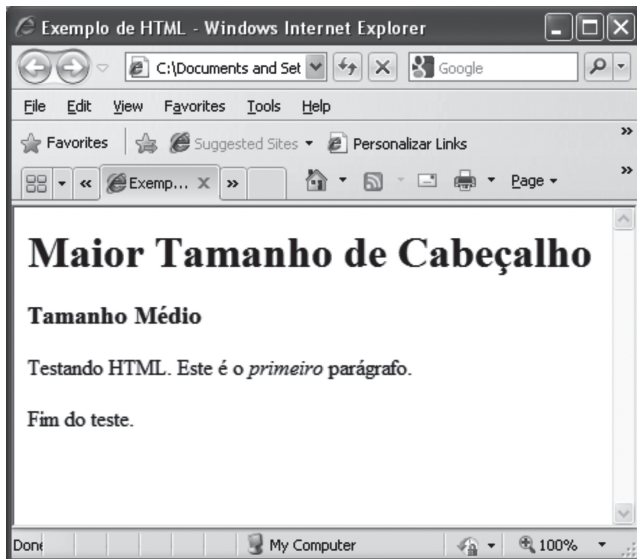 Exemplo de HTML - Windows Internet Explorer
C:\Documents and Set
Google
File Edit View Favorites Tools Help
Favorites Suggested Sites Personalizar Links
Exemp... Page
Maior Tamanho de Cabeçalho
Tamanho Médio
Testando HTML. Este é o primeiro parágrafo.
Fim do teste.
Done My Computer 100%